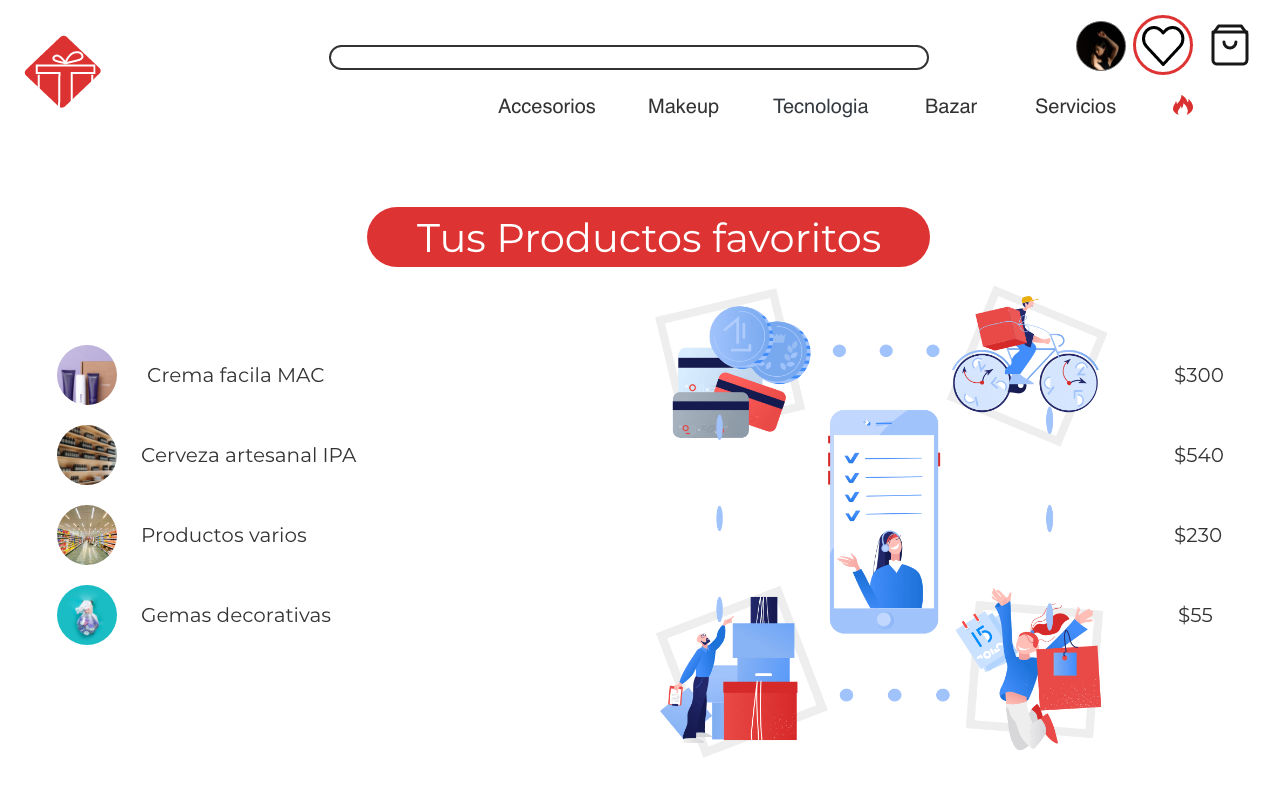 Accesorios Makeup Tecnologia Bazar Servicios
Tus Productos favoritos
Crema facila MAC $300
Cerveza artesanal IPA $540
Productos varios $230
Gemas decorativas $55
15